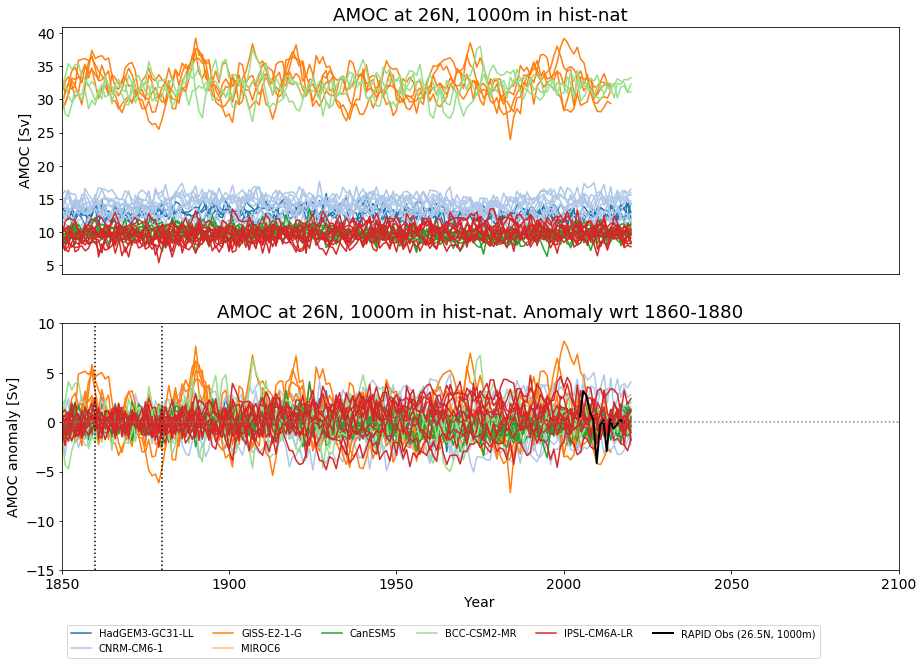 AMOC at 26N, 1000m in hist-nat
40
35
30
25
20
15
10
5
AMOC [Sv]
AMOC at 26N, 1000m in hist-nat. Anomaly wrt 1860-1880
10
5
0
−5
−10
−15
AMOC anomaly [Sv]
1850 1900 1950 2000 2050 2100
Year
HadGEM3-GC31-LL GISS-E2-1-G CanESM5 BCC-CSM2-MR IPSL-CM6A-LR RAPID Obs (26.5N, 1000m)
CNRM-CM6-1 MIROC6